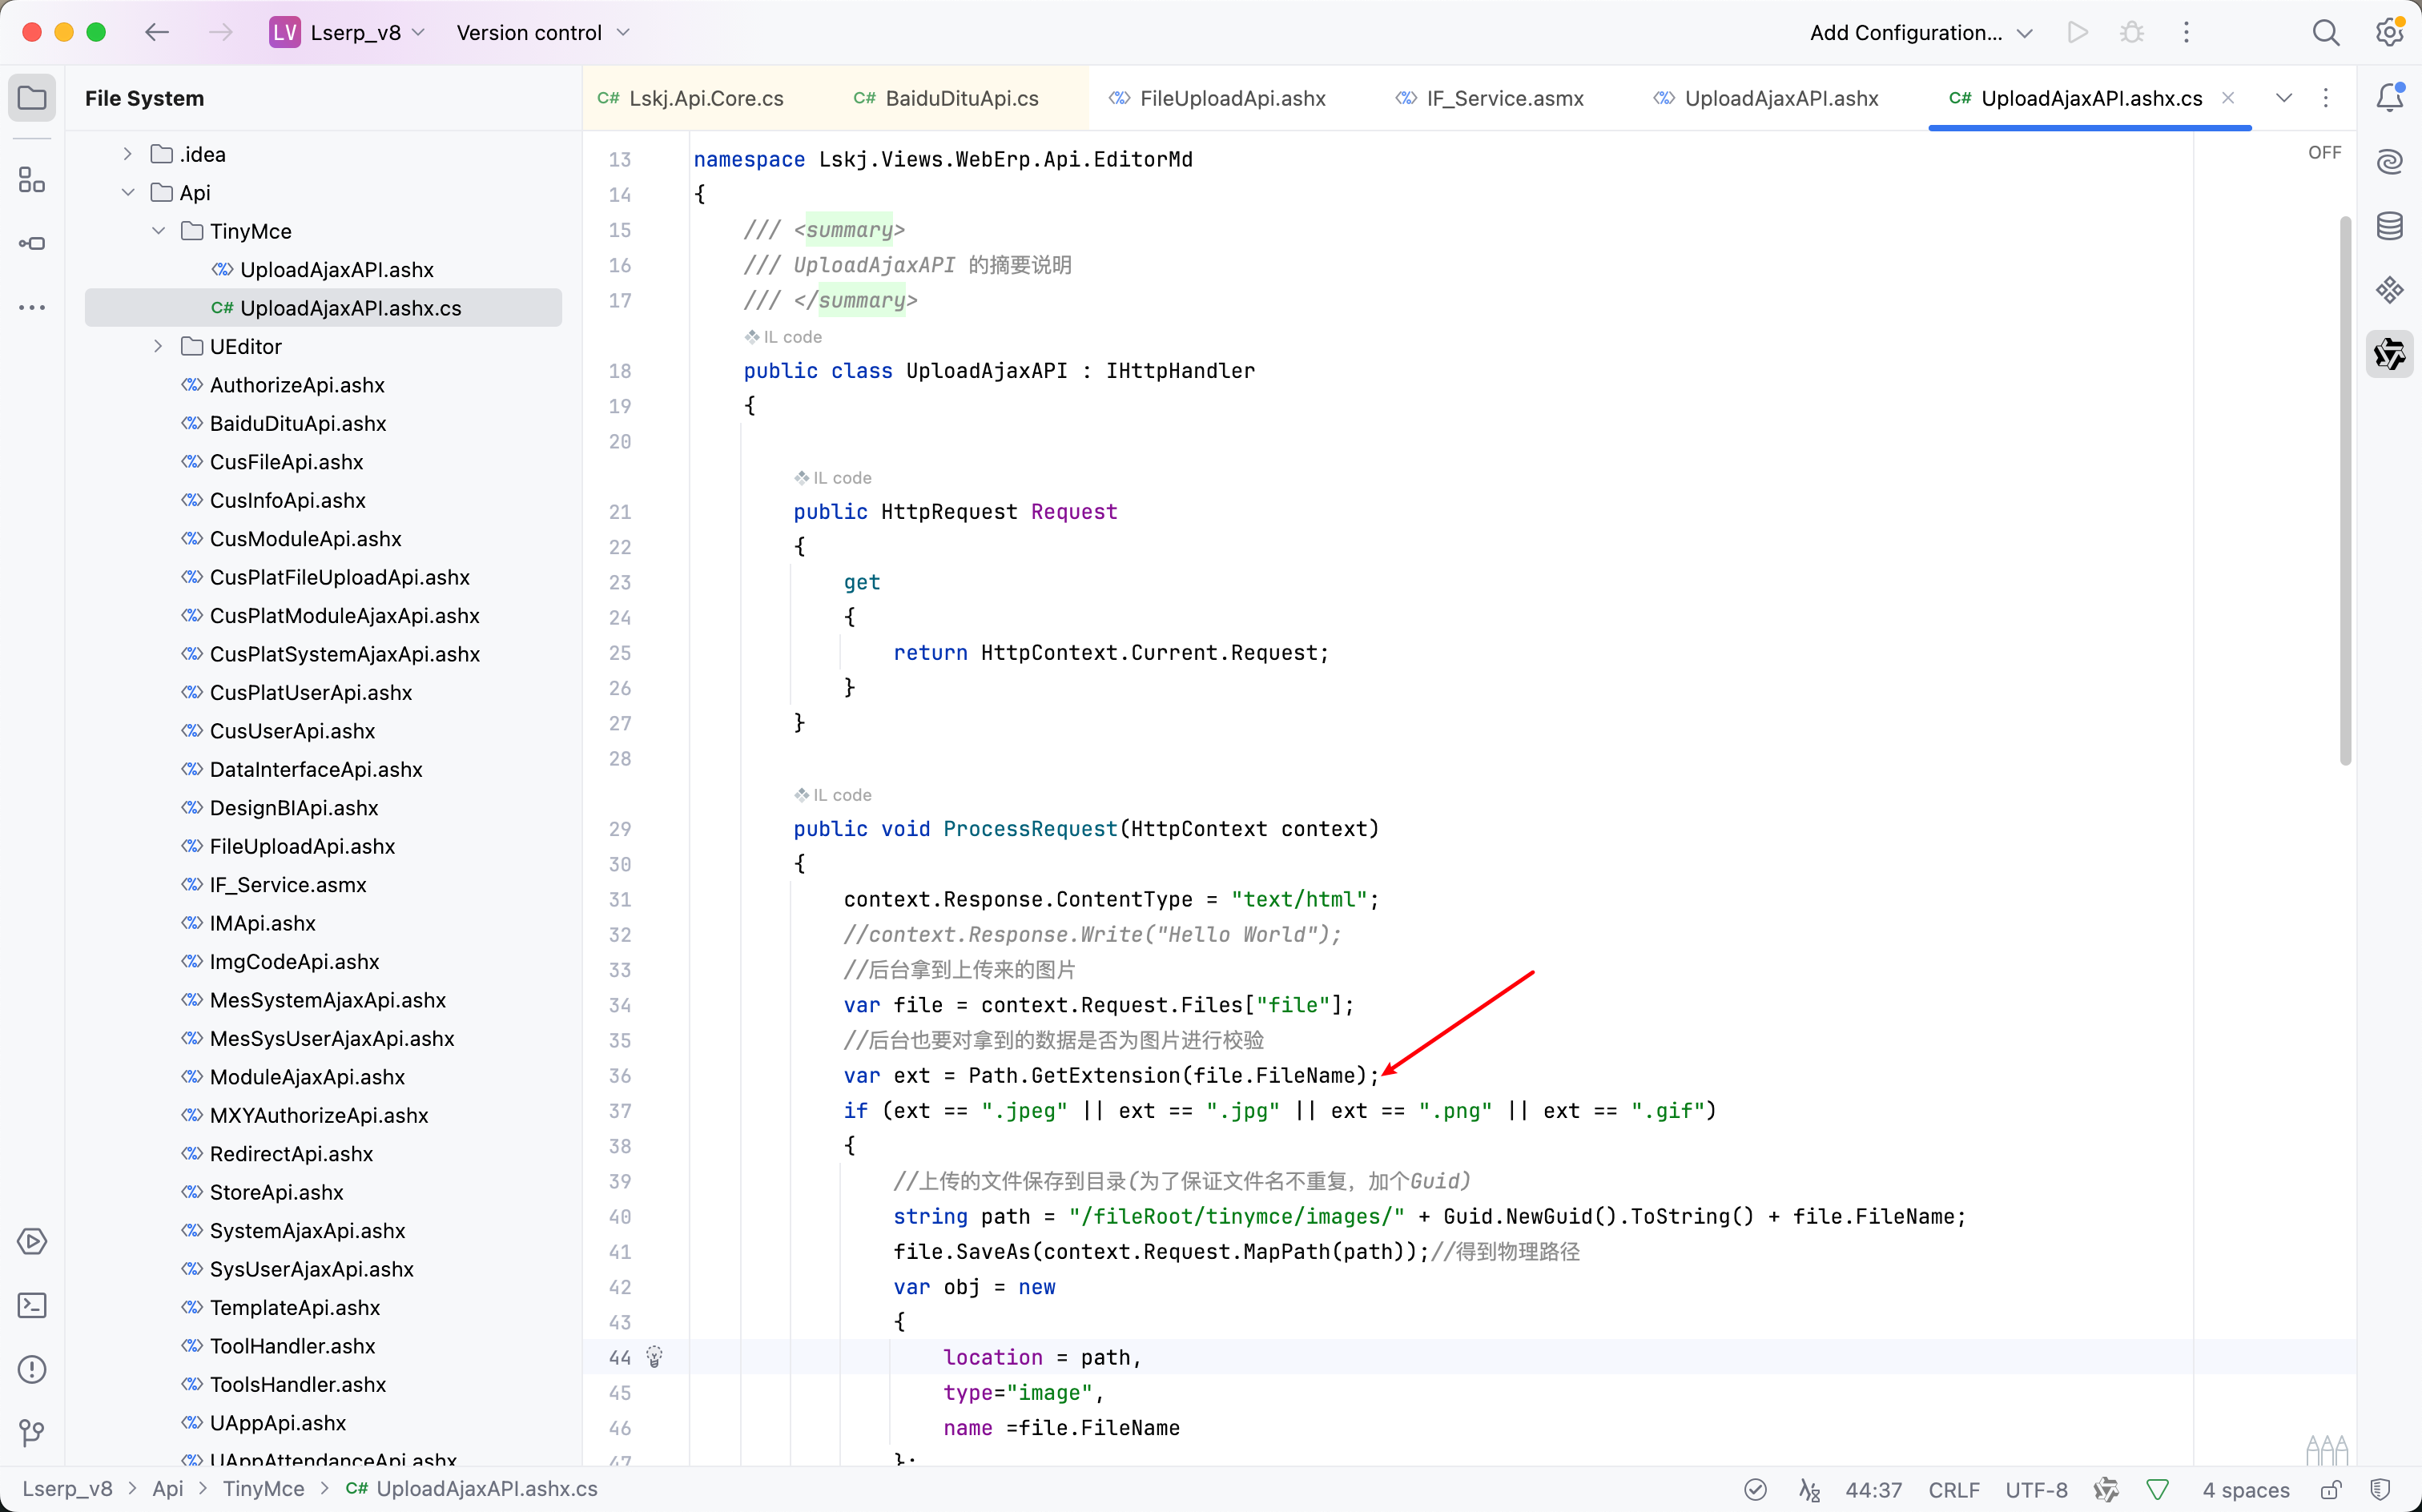 LV Lserp_v8 Version control Add Configuration...
File System
Lskj.Api.Core.cs BaiduDituApi.cs FileUploadApi.ashx IF_Service.asmx UploadAjaxAPI.ashx C# UploadAjaxAPI.ashx.cs
.idea
Api
TinyMce
UploadAjaxAPI.ashx
C# UploadAjaxAPI.ashx.cs
UEditor
AuthorizeApi.ashx
BaiduDituApi.ashx
CusFileApi.ashx
CusInfoApi.ashx
CusModuleApi.ashx
CusPlatFileUploadApi.ashx
CusPlatModuleAjaxApi.ashx
CusPlatSystemAjaxApi.ashx
CusPlatUserApi.ashx
CusUserApi.ashx
DataInterfaceApi.ashx
DesignBIApi.ashx
FileUploadApi.ashx
IF_Service.asmx
IMApi.ashx
ImgCodeApi.ashx
MesSystemAjaxApi.ashx
MesSysUserAjaxApi.ashx
ModuleAjaxApi.ashx
MXYAuthorizeApi.ashx
RedirectApi.ashx
StoreApi.ashx
SystemAjaxApi.ashx
SysUserAjaxApi.ashx
TemplateApi.ashx
ToolHandler.ashx
ToolsHandler.ashx
UAppApi.ashx
UAppAttendanceApi.ashx
OFF
13 namespace Lskj.Views.WebErp.Api.EditorMd
14 {
15 /// <summary>
16 /// UploadAjaxAPI 的摘要说明
17 /// </summary>
IL code
18 public class UploadAjaxAPI : IHttpHandler
19 {
20
IL code
21 public HttpRequest Request
22 {
23 get
24 {
25 return HttpContext.Current.Request;
26 }
27 }
28
IL code
29 public void ProcessRequest(HttpContext context)
30 {
31 context.Response.ContentType = "text/html";
32 //context.Response.Write("Hello World");
33 //后台拿到上传来的图片
34 var file = context.Request.Files["file"];
35 //后台也要对拿到的数据是否为图片进行校验
36 var ext = Path.GetExtension(file.FileName);
37 if (ext == ".jpeg" || ext == ".jpg" || ext == ".png" || ext == ".gif")
38 {
39 //上传的文件保存到目录(为了保证文件名不重复，加个Guid)
40 string path = "/fileRoot/tinymce/images/" + Guid.NewGuid().ToString() + file.FileName;
41 file.SaveAs(context.Request.MapPath(path));//得到物理路径
42 var obj = new
43 {
44 location = path,
45 type="image",
46 name =file.FileName
47 };
Lserp_v8 > Api > TinyMce > C# UploadAjaxAPI.ashx.cs 44:37 CRLF UTF-8 4 spaces